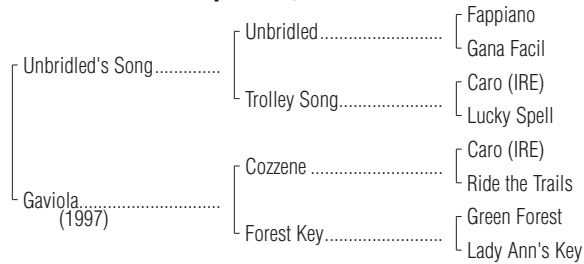 Fappiano
Unbridled
Gana Facil
Unbridled's Song
Caro (IRE)
Trolley Song
Lucky Spell
Caro (IRE)
Cozzene
Ride the Trails
Gaviola
(1997)
Green Forest
Forest Key
Lady Ann's Key